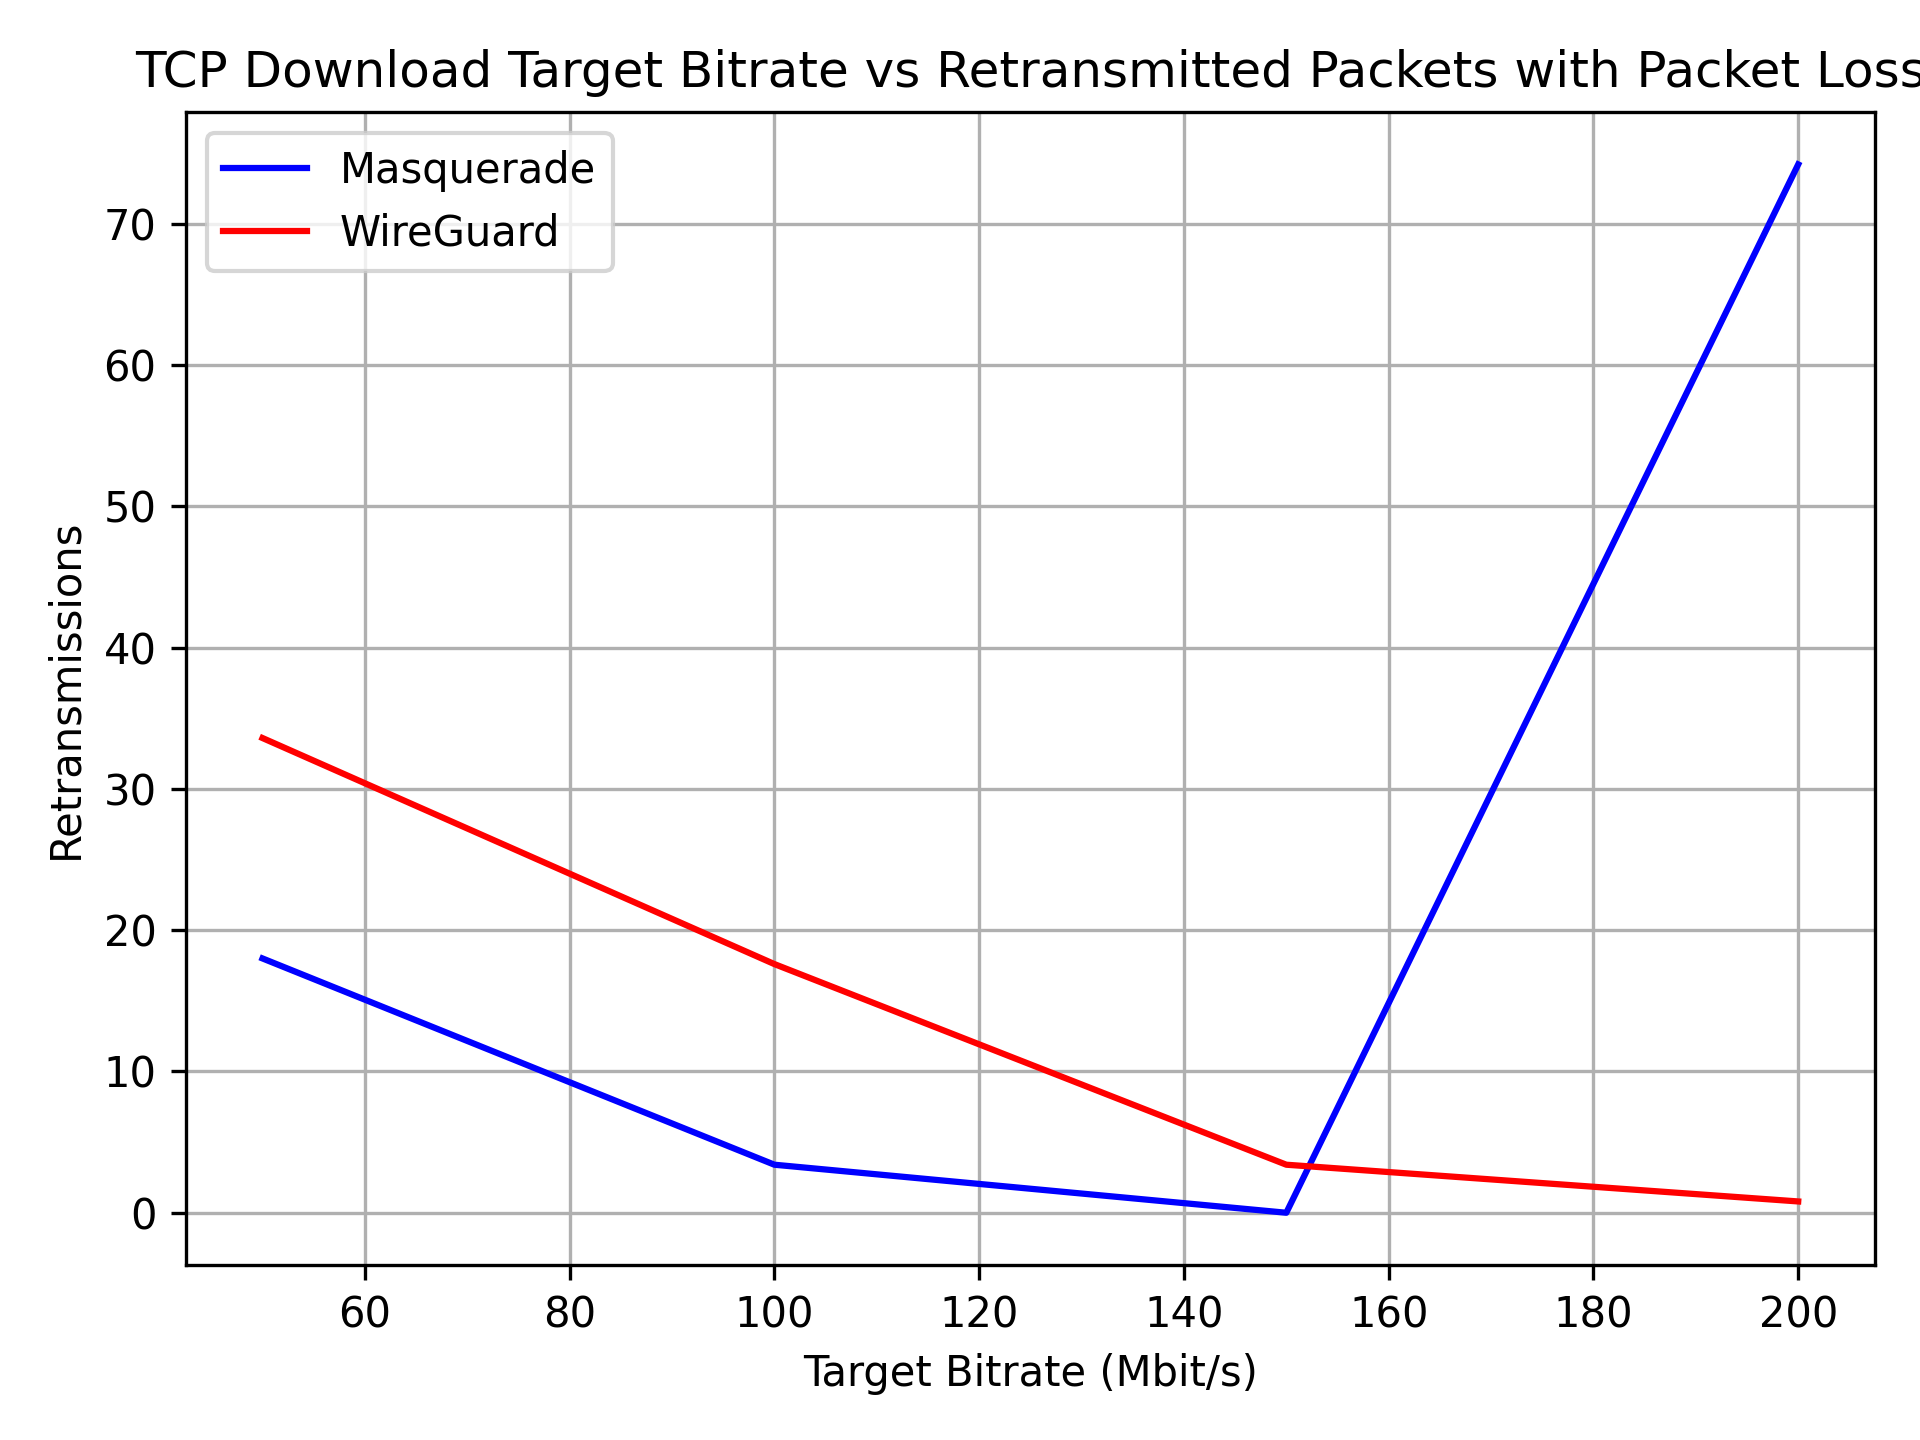 TCP Download Target Bitrate vs Retransmitted Packets with Packet Loss
Masquerade
WireGuard
70
60
50
40
30
20
10
0
Retransmissions
60 80 100 120 140 160 180 200
Target Bitrate (Mbit/s)